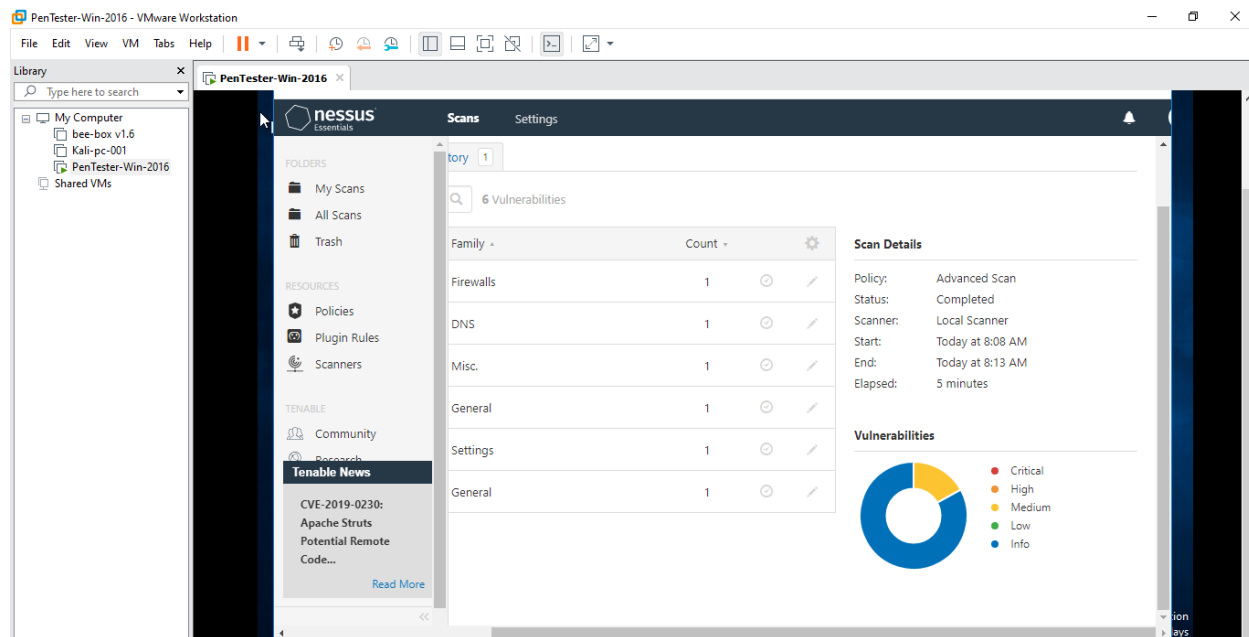 PenTester-Win-2016 - VMware Workstation
File Edit View VM Tabs Help
Library
Type here to search
My Computer
bee-box v1.6
Kali-pc-001
PenTester-Win-2016
Shared VMs
PenTester-Win-2016
nessus
Essentials
Scans Settings
FOLDERS
My Scans
All Scans
Trash
RESOURCES
Policies
Plugin Rules
Scanners
TENABLE
Community
Research
Tenable News
CVE-2019-0230:
Apache Struts
Potential Remote
Code...
Read More
tory 1
6 Vulnerabilities
Family Count
Firewalls 1
DNS 1
Misc. 1
General 1
Settings 1
General 1
Scan Details
Policy: Advanced Scan
Status: Completed
Scanner: Local Scanner
Start: Today at 8:08 AM
End: Today at 8:13 AM
Elapsed: 5 minutes
Vulnerabilities
Critical
High
Medium
Low
Info
tion
lays